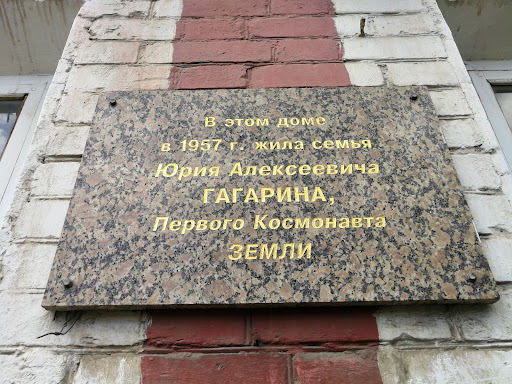 В этом доме
в 1957 г. жила семья
Юрия Алексеевича
ГАГАРИНА,
Первого Космонавта
ЗЕМЛИ